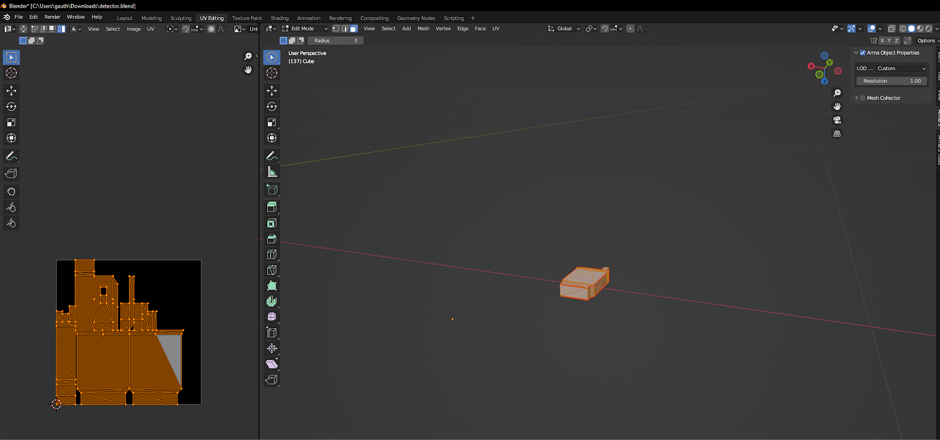 Blender* [C:\Users\gauth\Downloads\detector.blend]
File Edit Render Window Help Layout Modeling Sculpting UV Editing Texture Paint Shading Animation Rendering Compositing Geometry Nodes Scripting
View Select Image UV Unt Edit Mode View Select Add Mesh Vertex Edge Face UV Global
Radius 3 X Y Z Options
User Perspective
(137) Cube
Arma Object Properties
LOD ... Custom
Resolution 1.00
Mesh Collector
X
Y
Z